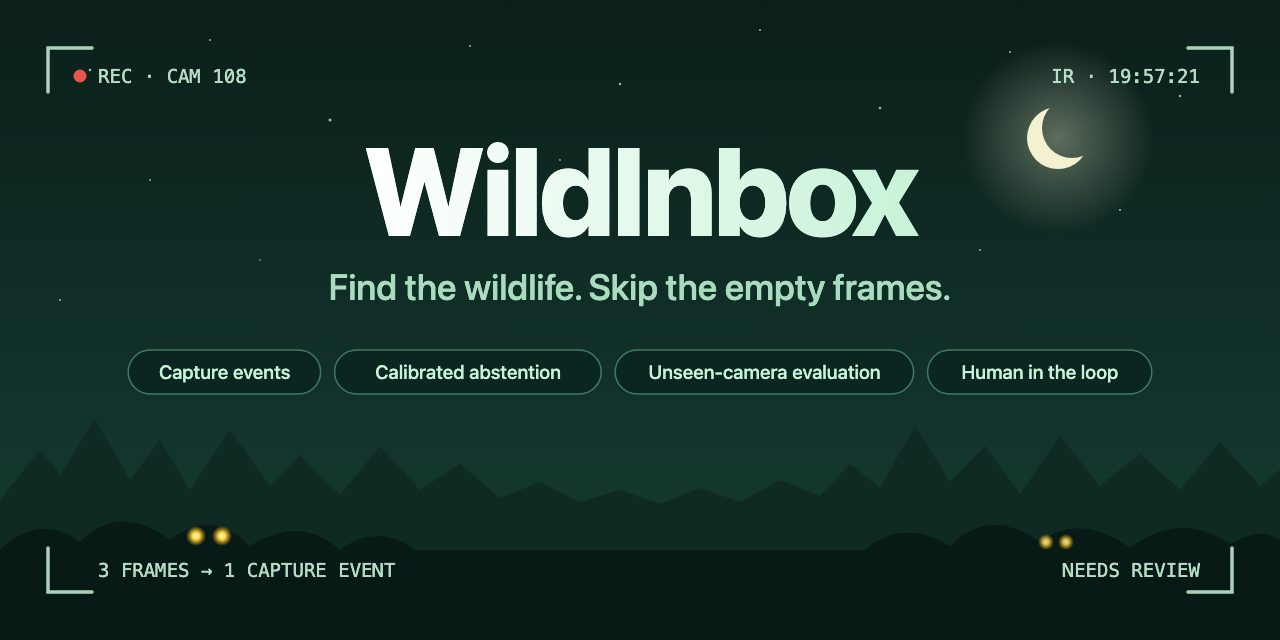 REC · CAM 108
IR · 19:57:21
WildInbox
Find the wildlife. Skip the empty frames.
Capture events
Calibrated abstention
Unseen-camera evaluation
Human in the loop
3 FRAMES → 1 CAPTURE EVENT
NEEDS REVIEW